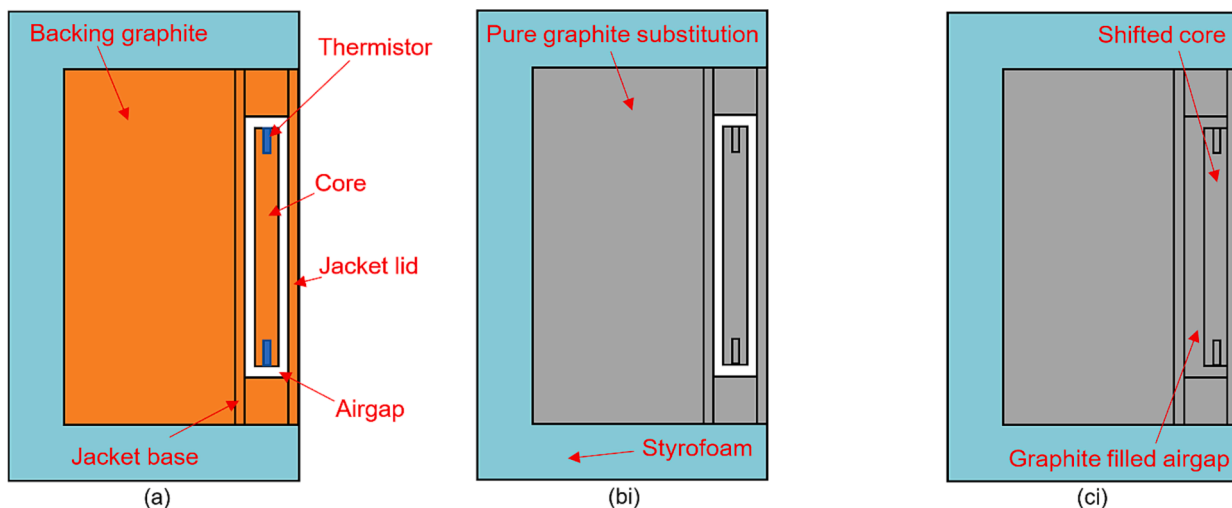 Backing graphite
Thermistor
Core
Jacket lid
Airgap
Jacket base
(a)
Pure graphite substitution
Styrofoam
(bi)
Shifted core
Graphite filled airgap
(ci)